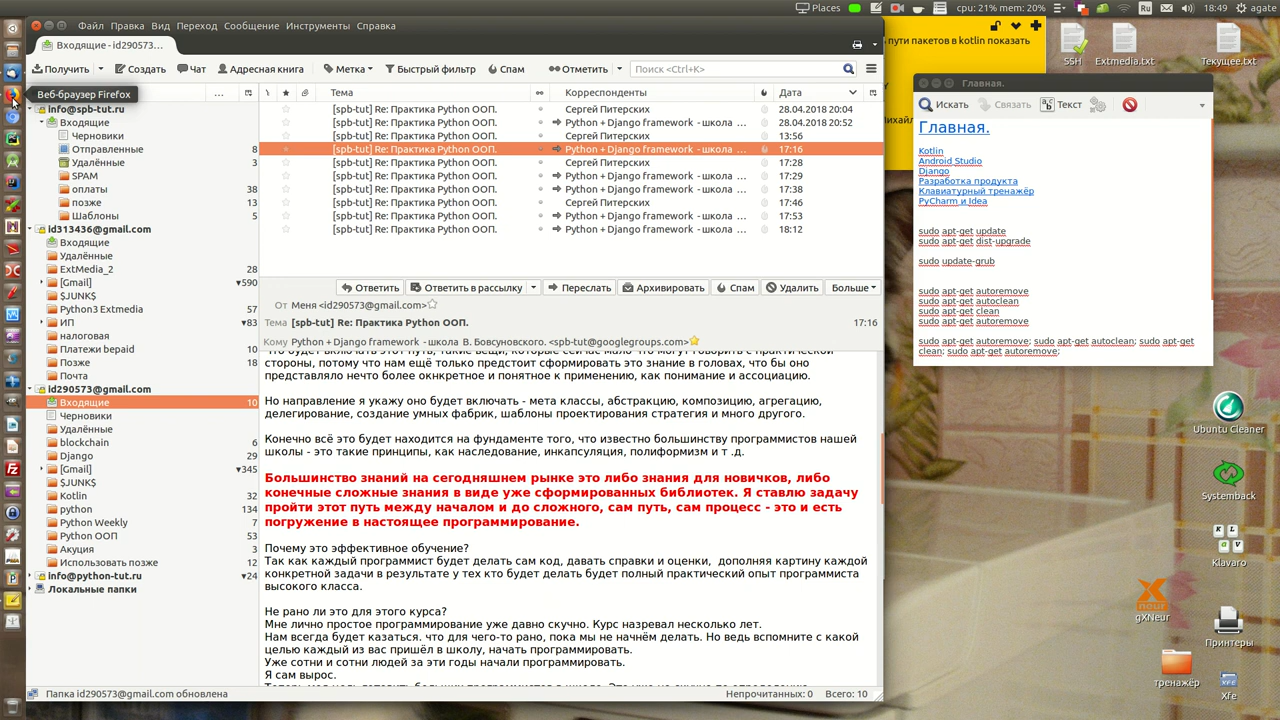 Places
cpu: 21% mem: 20%
Ru
18:49
agate
Файл Правка Вид Переход Сообщение Инструменты Справка
Входящие - id290573...
Получить
Создать
Чат
Адресная книга
Метка
Быстрый фильтр
Спам
Отметить
Поиск <Ctrl+K>
Веб-браузер Firefox
...
Тема
Корреспонденты
Дата
info@spb-tut.ru
Входящие
Черновики
Отправленные 8
Удалённые 3
SPAM
оплаты 38
позже 13
Шаблоны 5
id313436@gmail.com
Входящие
Удалённые
ExtMedia_2 28
[Gmail] ▾590
$JUNK$
Python3 Extmedia 57
ИП ▾83
налоговая
Платежи bepaid 20
Позже 18
Почта
id290573@gmail.com
Входящие 10
Черновики
Удалённые
blockchain 6
Django 29
[Gmail] ▾345
$JUNK$
Kotlin 32
python 134
Python Weekly 7
Python ООП 53
Акуция 3
Использовать позже 12
info@python-tut.ru ▾24
Локальные папки
[spb-tut] Re: Практика Python ООП. Сергей Питерских 28.04.2018 20:04
[spb-tut] Re: Практика Python ООП. Python + Django framework - школа ... 28.04.2018 20:52
[spb-tut] Re: Практика Python ООП. Сергей Питерских 13:56
[spb-tut] Re: Практика Python ООП. Python + Django framework - школа ... 17:16
[spb-tut] Re: Практика Python ООП. Сергей Питерских 17:28
[spb-tut] Re: Практика Python ООП. Python + Django framework - школа ... 17:29
[spb-tut] Re: Практика Python ООП. Python + Django framework - школа ... 17:38
[spb-tut] Re: Практика Python ООП. Сергей Питерских 17:46
[spb-tut] Re: Практика Python ООП. Python + Django framework - школа ... 17:53
[spb-tut] Re: Практика Python ООП. Python + Django framework - школа ... 18:12
Ответить
Ответить в рассылку
Переслать
Архивировать
Спам
Удалить
Больше
От Меня <id290573@gmail.com>
Тема [spb-tut] Re: Практика Python ООП. 17:16
Кому Python + Django framework - школа В. Бовсуновского. <spb-tut@googlegroups.com>
стороны, потому что нам ещё только предстоит сформировать это знание в головах, что бы оно
представляло нечто более окнкретное и понятное к применению, как понимание и ассоциацию.
Но направление я укажу оно будет включать - мета классы, абстракцию, композицию, агрегацию,
делегирование, создание умных фабрик, шаблоны проектирования стратегия и много другого.
Конечно всё это будет находится на фундаменте того, что известно большинству программистов нашей
школы - это такие принципы, как наследование, инкапсуляция, полиформизм и т .д.
Большинство знаний на сегодняшнем рынке это либо знания для новичков, либо
конечные сложные знания в виде уже сформированных библиотек. Я ставлю задачу
пройти этот путь между началом и до сложного, сам путь, сам процесс - это и есть
погружение в настоящее программирование.
Почему это эффективное обучение?
Так как каждый программист будет делать сам код, давать справки и оценки, дополняя картину каждой
конкретной задачи в результате у тех кто будет делать будет полный практический опыт программиста
высокого класса.
Не рано ли это для этого курса?
Мне лично простое программирование уже давно скучно. Курс назревал несколько лет.
Нам всегда будет казаться. что для чего-то рано, пока мы не начнём делать. Но ведь вспомните с какой
целью каждый из вас пришёл в школу, начать программировать.
Уже сотни и сотни людей за эти годы начали программировать.
Я сам вырос.
Папка id290573@gmail.com обновлена
Непрочитанных: 0
Всего: 10
пути пакетов в kotlin показать
Главная.
Искать
Связать
Текст
Главная.
Kotlin
Android Studio
Django
Разработка продукта
Клавиатурный тренажёр
PyCharm и Idea
sudo apt-get update
sudo apt-get dist-upgrade
sudo update-grub
sudo apt-get autoremove
sudo apt-get autoclean
sudo apt-get clean
sudo apt-get autoremove
sudo apt-get autoremove; sudo apt-get autoclean; sudo apt-get
clean; sudo apt-get autoremove;
SSH
Extmedia.txt
Текущее.txt
Ubuntu Cleaner
Systemback
K L
a V
Klavaro
X
neur
gXNeur
Принтеры
тренажёр
Xfe